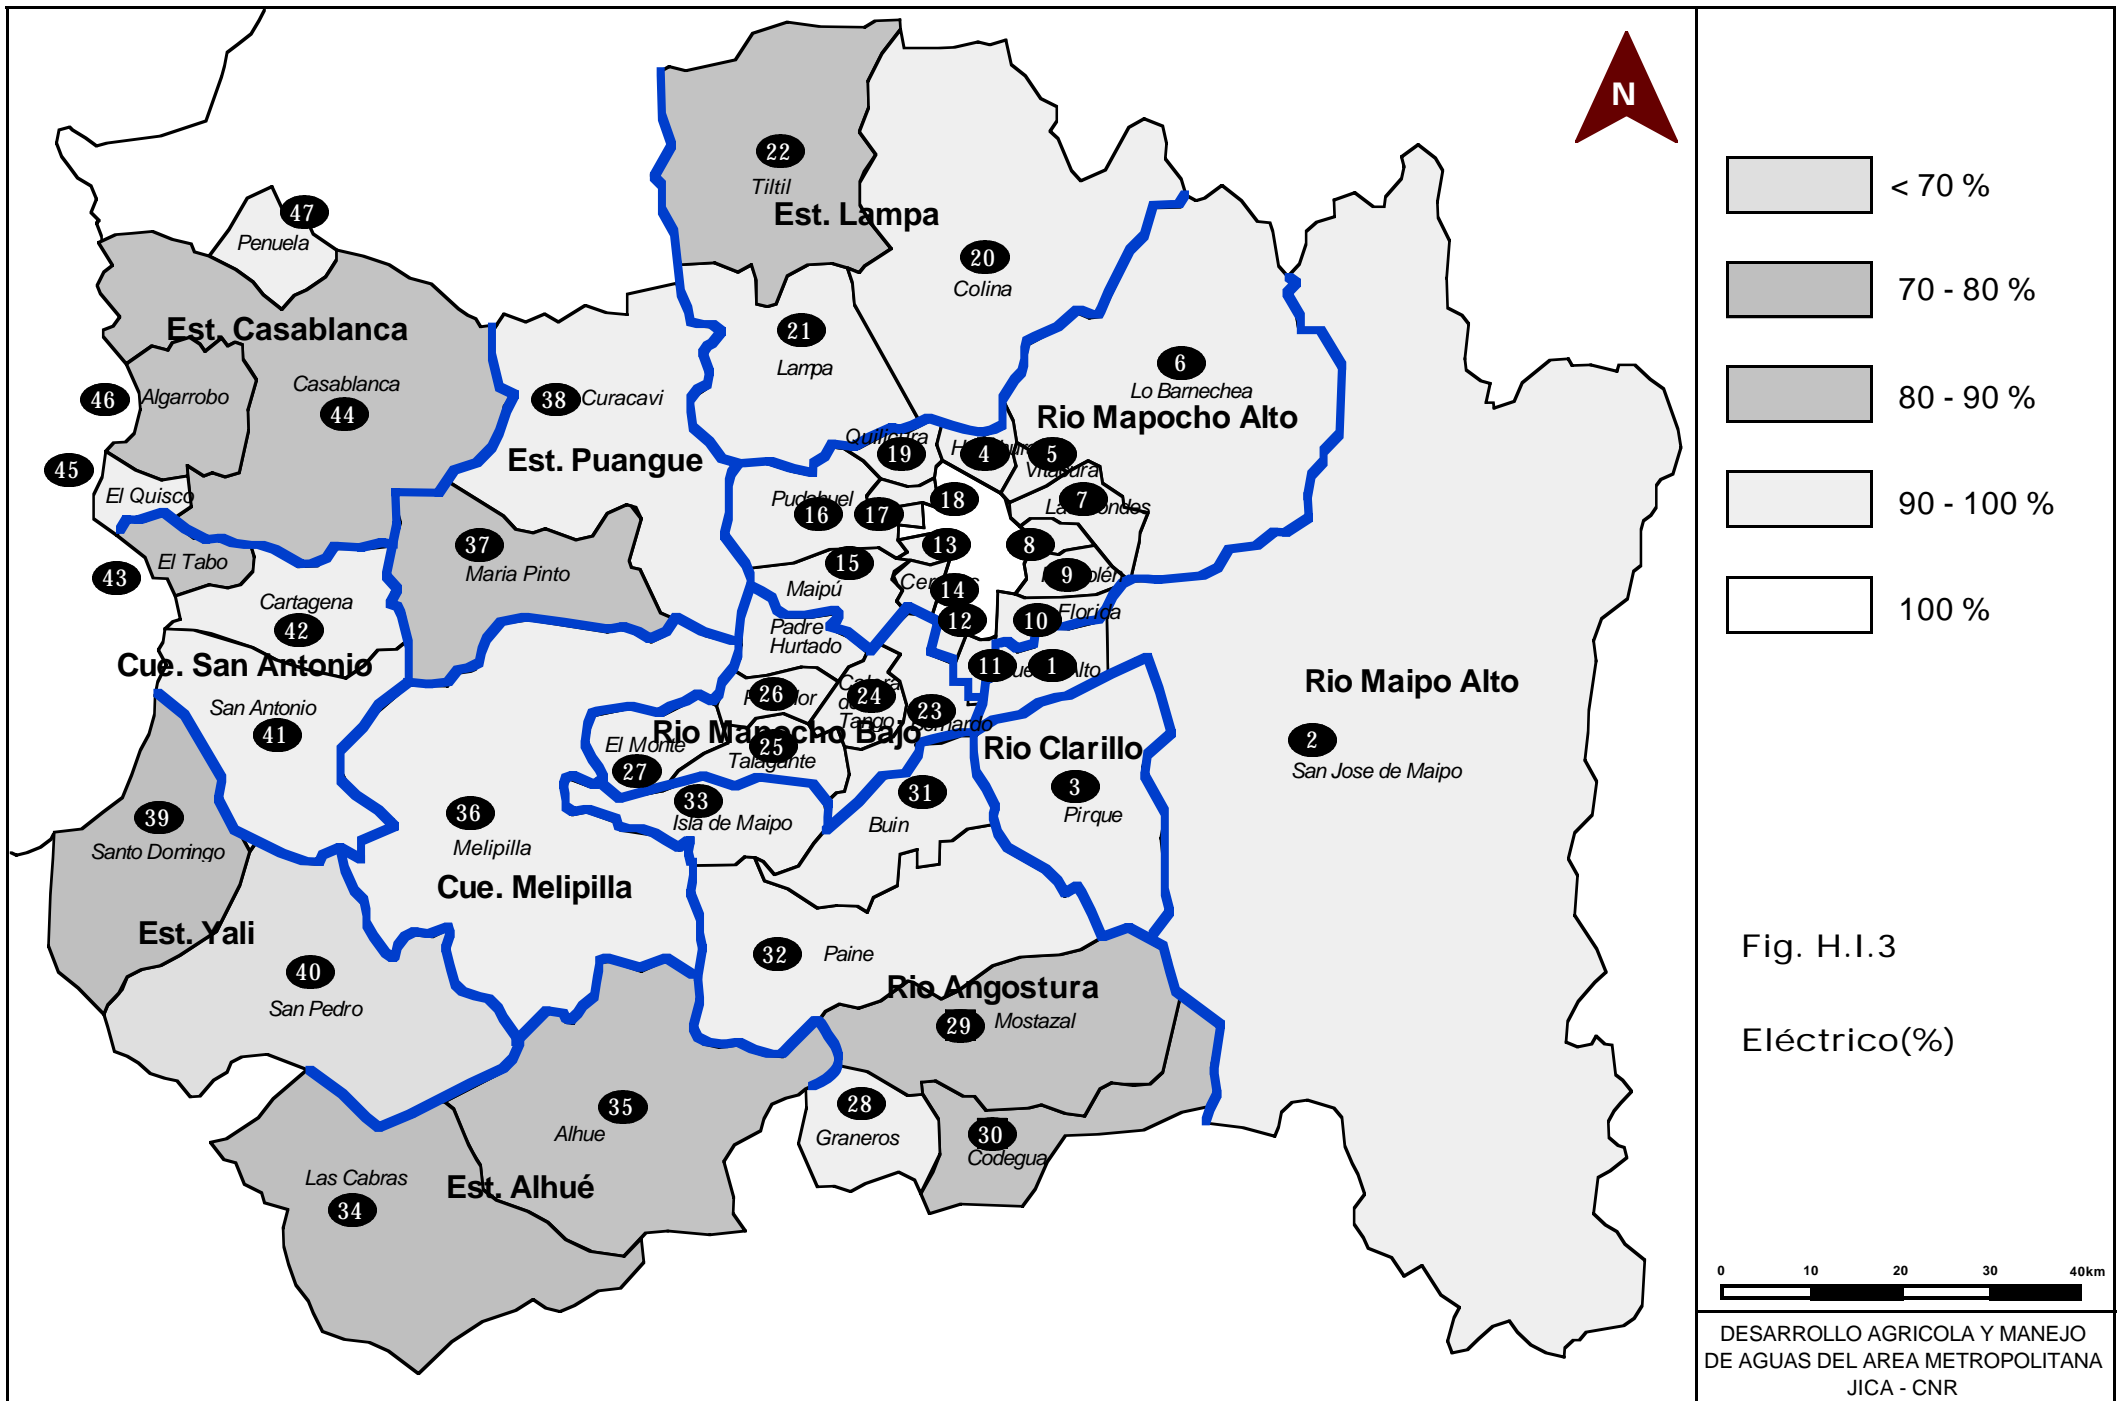 N
22
Tiltil
Est. Lampa
47
Penuela
20
Colina
21
Lampa
Est. Casablanca
6
Lo Barnechea
Rio Mapocho Alto
46
Algarrobo
Casablanca
44
38
Curacavi
Est. Puangue
45
El Quisco
19
4
5
7
Pudahuel
16
17
18
37
Maria Pinto
43
El Tabo
15
Maipú
13
8
9
14
Cartagena
42
12
10
Florida
Padre
Hurtado
Cue. San Antonio
11
1
Alto
San Antonio
41
26
24
Tango
23
Rio Mapocho Bajo
El Monte
27
25
Talagante
Rio Clarillo
3
Pirque
Rio Maipo Alto
2
San Jose de Maipo
39
Santo Domingo
36
Melipilla
Cue. Melipilla
33
Isla de Maipo
31
Buin
Est. Yali
40
San Pedro
32
Paine
Rio Angostura
29
Mostazal
35
Alhue
28
Graneros
30
Codegua
Las Cabras
34
Est. Alhué
< 70 %
70 - 80 %
80 - 90 %
90 - 100 %
100 %
Fig. H.I.3
Eléctrico(%)
0 10 20 30 40km
DESARROLLO AGRICOLA Y MANEJO
DE AGUAS DEL AREA METROPOLITANA
JICA - CNR